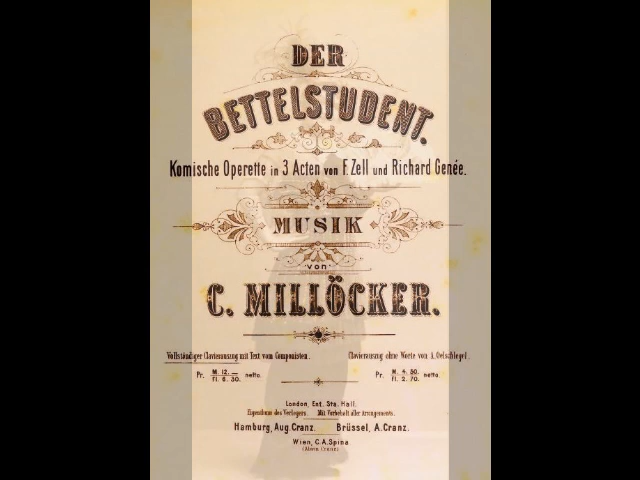 DER
BETTELSTUDENT.
Komische Operette in 3 Acten von F. Zell und Richard Genée.
MUSIK
von
C. MILLÖCKER.
Vollständiger Clavierauszug mit Text vom Componisten.
Pr. M. 12. — Fl. 6. 30. netto.
Clavierauszug ohne Worte von A. Oelschlegel.
Pr. M. 4. 50. Fl. 2. 70. netto.
London, Ent. Sta. Hall.
Eigenthum des Verlegers. Mit Vorbehalt aller Arrangements.
Hamburg, Aug. Cranz. Brüssel, A. Cranz.
Wien, C. A. Spina
(Alwin Cranz)